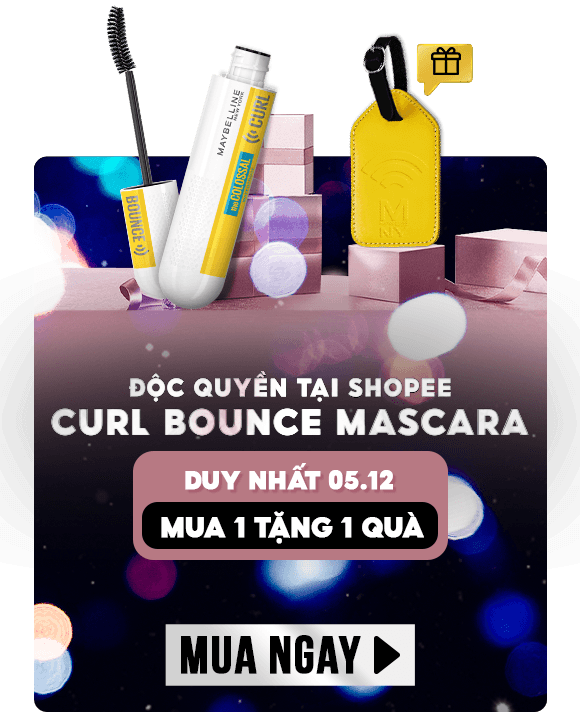 MAYBELLINE
NEW YORK
the COLOSSAL
CURL
BOUNCE
M
NY
ĐỘC QUYỀN TẠI SHOPEE
CURL BOUNCE MASCARA
DUY NHẤT 05.12
MUA 1 TẶNG 1 QUÀ
MUA NGAY